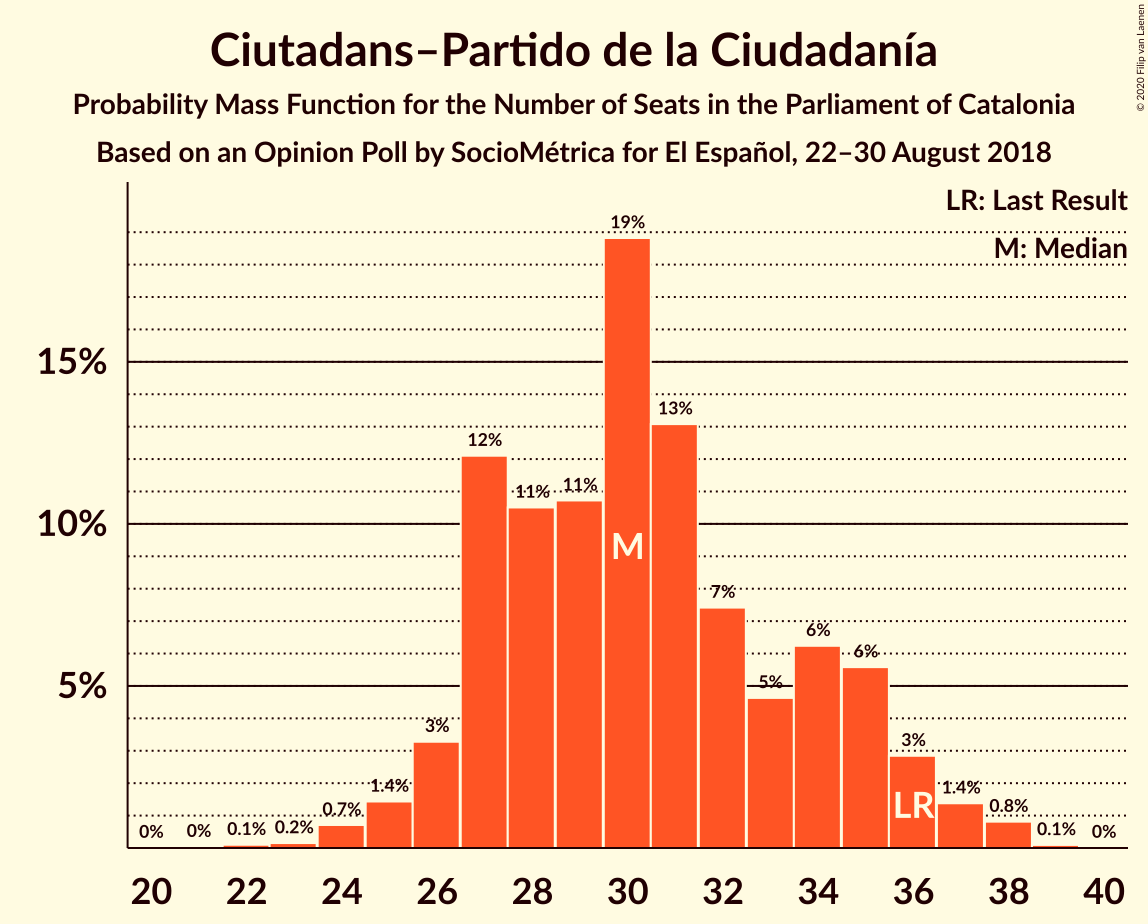 Ciutadans–Partido de la Ciudadanía
Probability Mass Function for the Number of Seats in the Parliament of Catalonia
Based on an Opinion Poll by SocioMétrica for El Español, 22–30 August 2018
© 2020 Filip van Laenen
LR: Last Result
M: Median
15%
10%
5%
0%
0%
0.1%
0.2%
0.7%
1.4%
3%
12%
11%
11%
19%
13%
7%
5%
6%
6%
3%
1.4%
0.8%
0.1%
0%
M
LR
20 22 24 26 28 30 32 34 36 38 40